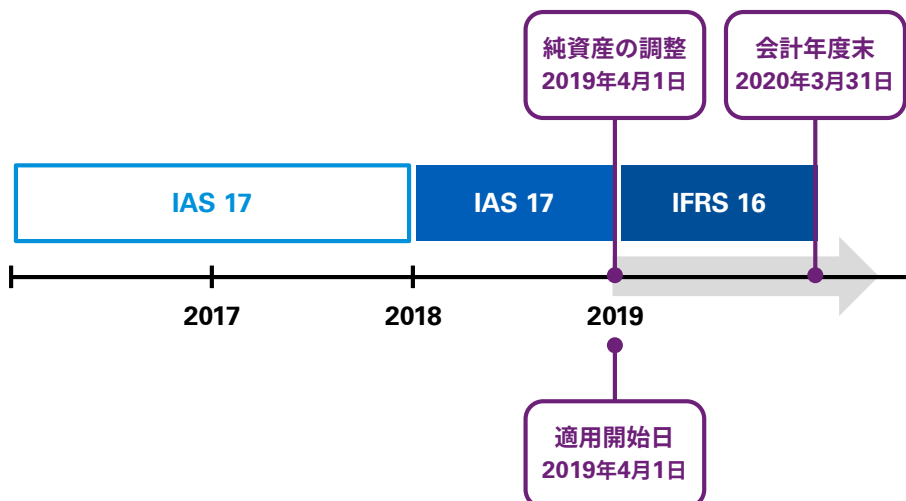 純資産の調整
2019年4月1日
会計年度末
2020年3月31日
IAS 17
IAS 17
IFRS 16
2017
2018
2019
適用開始日
2019年4月1日